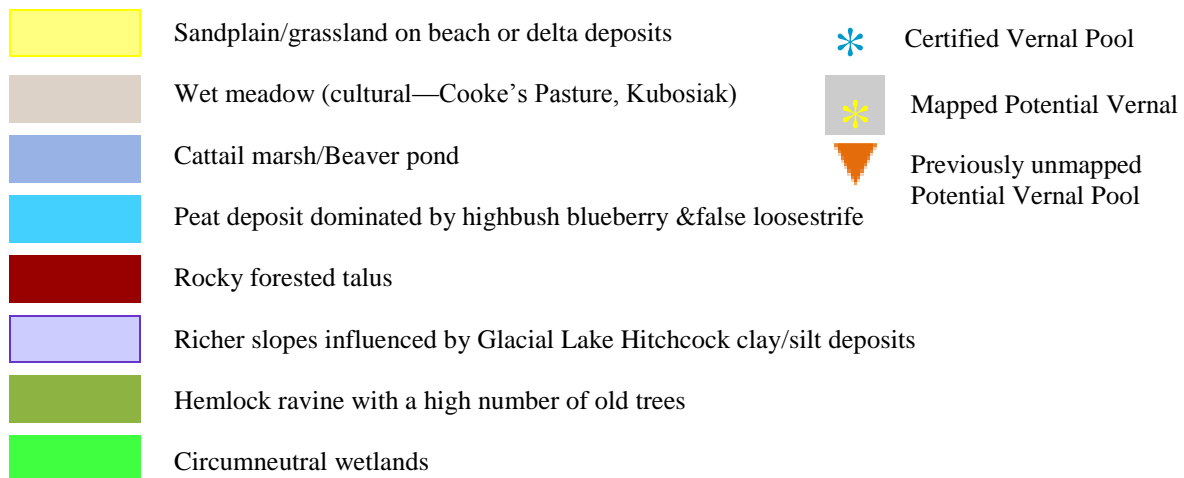 Sandplain/grassland on beach or delta deposits
Wet meadow (cultural—Cooke's Pasture, Kubosiak)
Cattail marsh/Beaver pond
Peat deposit dominated by highbush blueberry &false loosestrife
Rocky forested talus
Richer slopes influenced by Glacial Lake Hitchcock clay/silt deposits
Hemlock ravine with a high number of old trees
Circumneutral wetlands
Certified Vernal Pool
Mapped Potential Vernal
Previously unmapped
Potential Vernal Pool